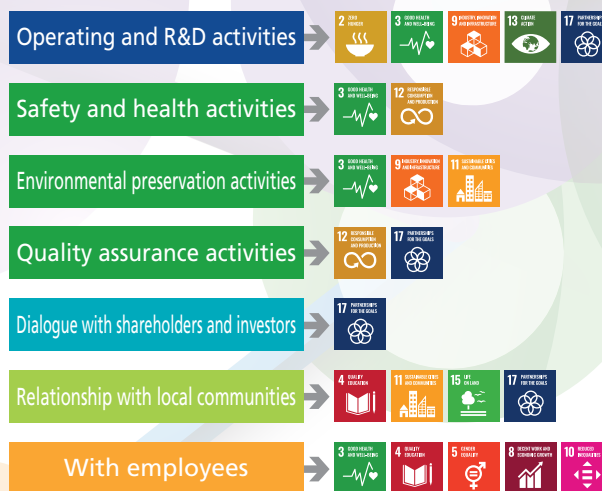 Operating and R&D activities
2 ZERO HUNGER
3 GOOD HEALTH AND WELL-BEING
9 INDUSTRY, INNOVATION AND INFRASTRUCTURE
13 CLIMATE ACTION
17 PARTNERSHIPS FOR THE GOALS
Safety and health activities
3 GOOD HEALTH AND WELL-BEING
12 RESPONSIBLE CONSUMPTION AND PRODUCTION
Environmental preservation activities
3 GOOD HEALTH AND WELL-BEING
9 INDUSTRY, INNOVATION AND INFRASTRUCTURE
11 SUSTAINABLE CITIES AND COMMUNITIES
Quality assurance activities
12 RESPONSIBLE CONSUMPTION AND PRODUCTION
17 PARTNERSHIPS FOR THE GOALS
Dialogue with shareholders and investors
17 PARTNERSHIPS FOR THE GOALS
Relationship with local communities
4 QUALITY EDUCATION
11 SUSTAINABLE CITIES AND COMMUNITIES
15 LIFE ON LAND
17 PARTNERSHIPS FOR THE GOALS
With employees
3 GOOD HEALTH AND WELL-BEING
4 QUALITY EDUCATION
5 GENDER EQUALITY
8 DECENT WORK AND ECONOMIC GROWTH
10 REDUCED INEQUALITIES